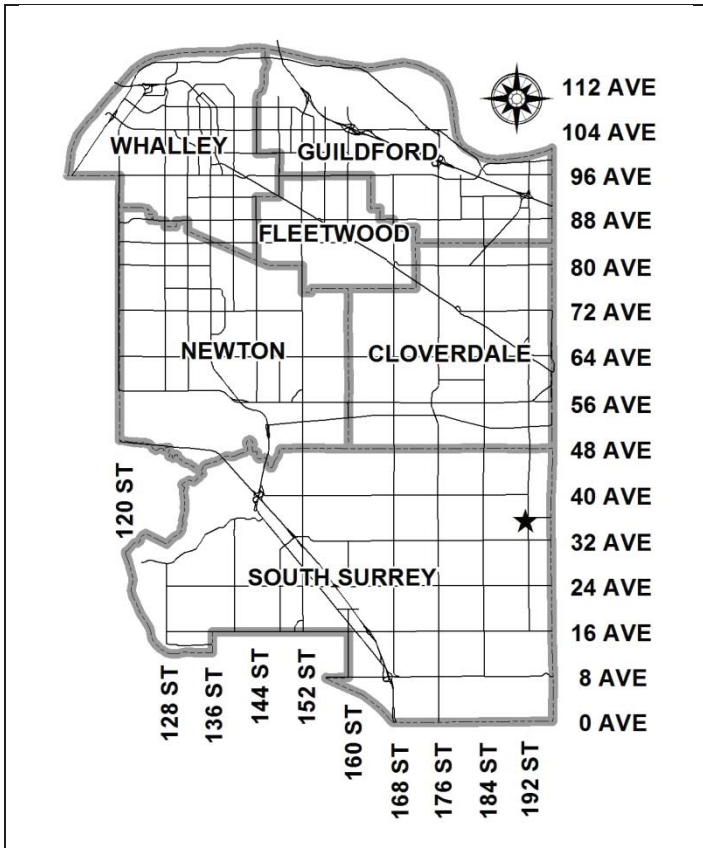 112 AVE
104 AVE
WHALLEY
GUILDFORD
96 AVE
88 AVE
FLEETWOOD
80 AVE
72 AVE
NEWTON
CLOVERDALE
64 AVE
56 AVE
48 AVE
120 ST
40 AVE
32 AVE
SOUTH SURREY
24 AVE
16 AVE
128 ST
136 ST
144 ST
152 ST
160 ST
8 AVE
0 AVE
168 ST
176 ST
184 ST
192 ST